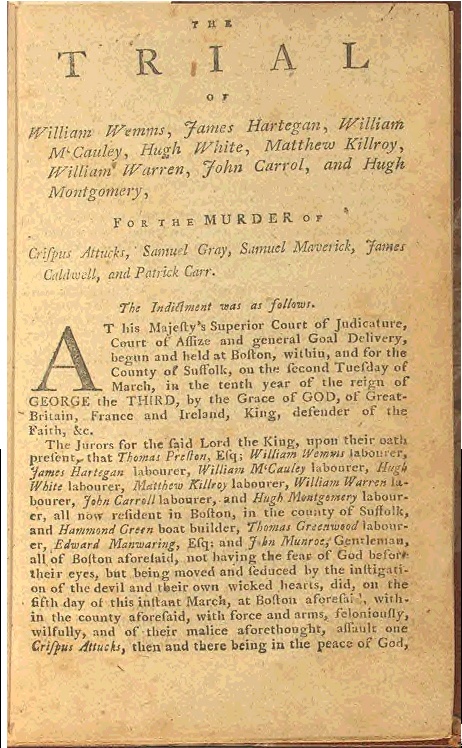 THE
TRIAL
OF
William Wemms, James Hartegan, William
McCauley, Hugh White, Matthew Killroy,
William Warren, John Carrol, and Hugh
Montgomery,
FOR THE MURDER OF
Criſpus Attucks, Samuel Gray, Samuel Maverick, James
Caldwell, and Patrick Carr.
The Indictment was as follows.
AT his Majeſty's Superior Court of Judicature,
Court of Aſſize and general Goal Delivery,
begun and held at Boſton, within, and for the
County of Suffolk, on the ſecond Tueſday of
March, in the tenth year of the reign of
GEORGE the THIRD, by the Grace of GOD, of Great-
Britain, France and Ireland, King, defender of the
Faith, &c.
The Jurors for the ſaid Lord the King, upon their oath
preſent, that Thomas Preſton, Eſq; William Wemms labourer,
James Hartegan labourer, William McCauley labourer, Hugh
White labourer, Matthew Killroy labourer, William Warren la-
bourer, John Carroll labourer, and Hugh Montgomery labour-
er, all now reſident in Boſton, in the county of Suffolk,
and Hammond Green boat builder, Thomas Greenwood labour-
er, Edward Manwaring, Eſq; and John Munroe, Gentleman,
all of Boſton aforeſaid, not having the fear of God before
their eyes, but being moved and ſeduced by the inſtigati-
on of the devil and their own wicked hearts, did, on the
fifth day of this inſtant March, at Boſton aforeſaid, with-
in the county aforeſaid, with force and arms, feloniouſly,
wilfully, and of their malice aforethought, aſſault one
Criſpus Attucks, then and there being in the peace of God,